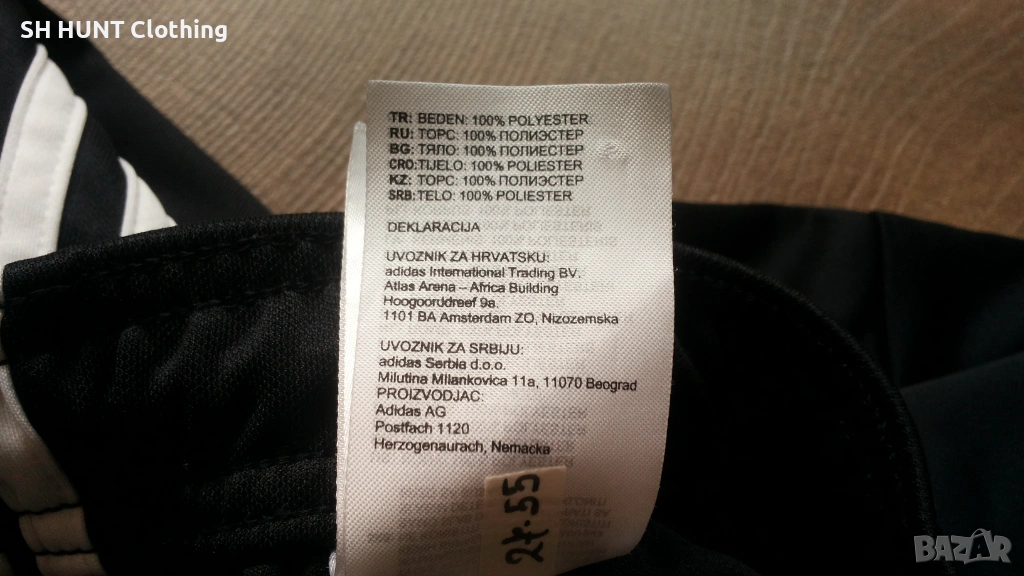 SH HUNT Clothing
TR: BEDEN: 100% POLYESTER
RU: ТОРС: 100% ПОЛИЭСТЕР
BG: ТЯЛО: 100% ПОЛИЕСТЕР
CRO:TIJELO: 100% POLIESTER
KZ: ТОРС: 100% ПОЛИЭСТЕР
SRB:TELO: 100% POLIESTER
DEKLARACIJA
UVOZNIK ZA HRVATSKU:
adidas International Trading BV.
Atlas Arena – Africa Building
Hoogoorddreef 9a.
1101 BA Amsterdam ZO, Nizozemska
UVOZNIK ZA SRBIJU:
adidas Serbia d.o.o.
Milutina Milankovica 11a, 11070 Beograd
PROIZVODJAC:
Adidas AG
Postfach 1120
Herzogenaurach, Nemacka
27.55
BAZAR